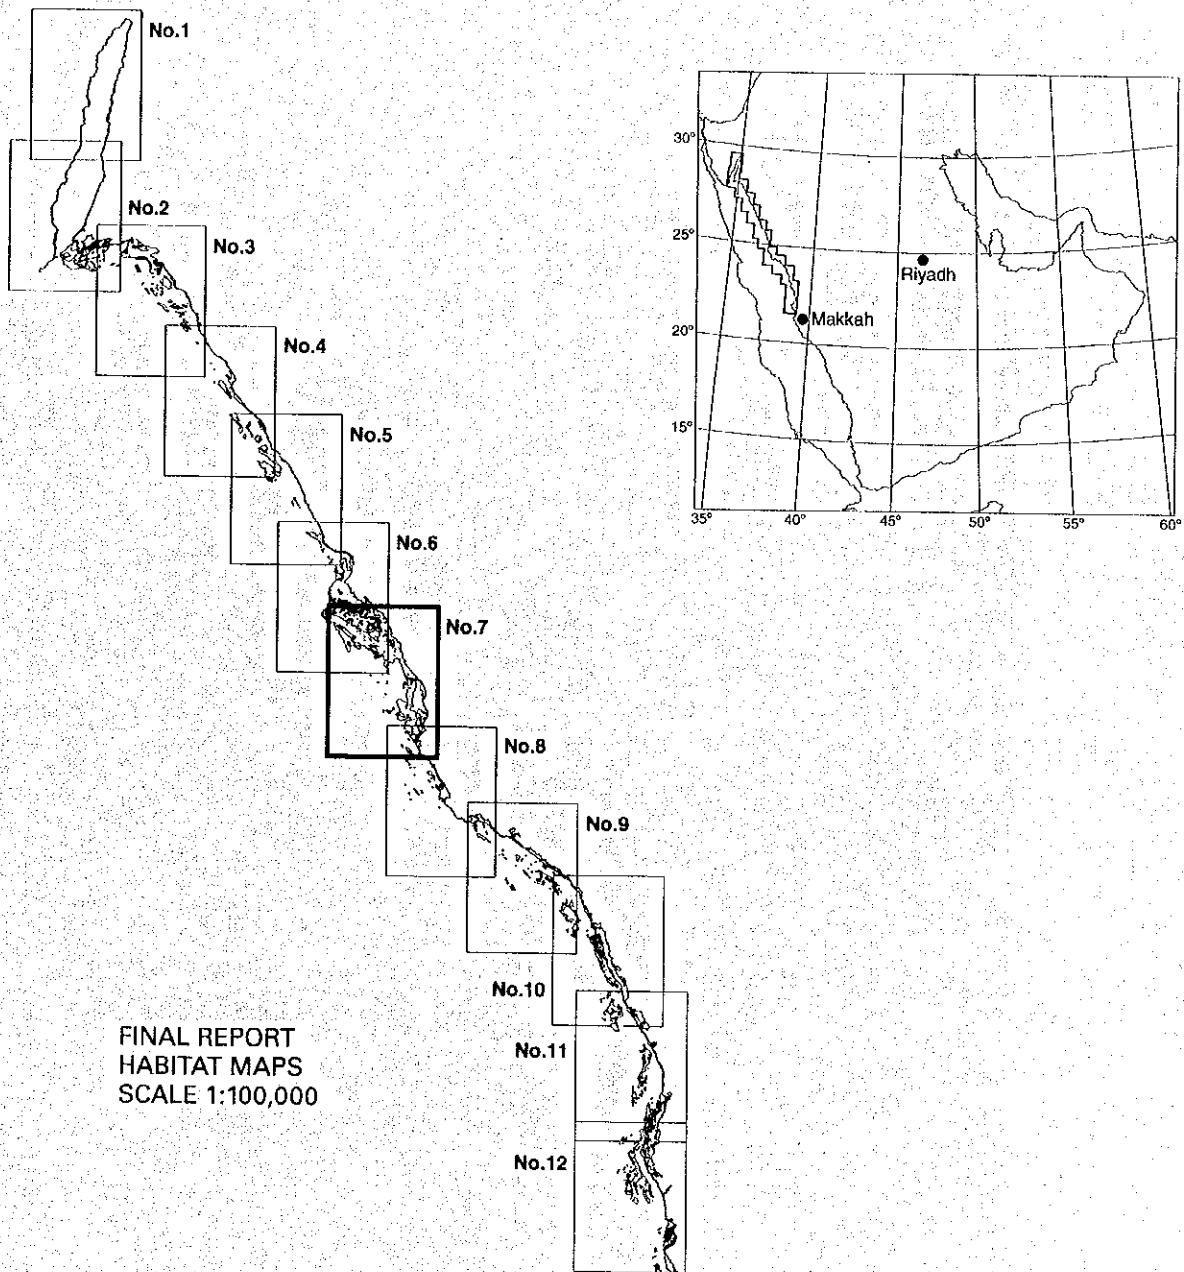 No.1
No.2
No.3
No.4
No.5
No.6
No.7
No.8
No.9
No.10
No.11
No.12
30°
25°
20°
15°
Riyadh
Makkah
35°
40°
45°
50°
55°
60°
FINAL REPORT
HABITAT MAPS
SCALE 1:100,000